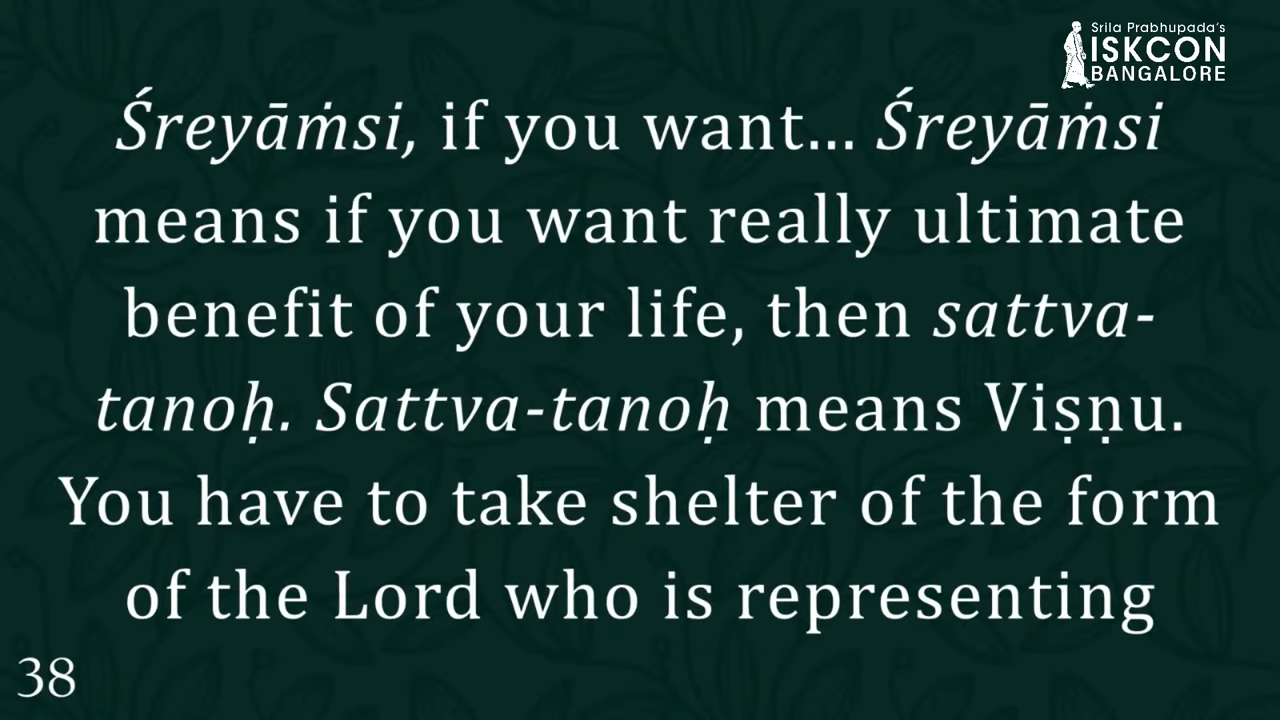 Srila Prabhupada's
ISKCON
BANGALORE
Śreyāṁsi, if you want... Śreyāṁsi
means if you want really ultimate
benefit of your life, then sattva-
tanoḥ. Sattva-tanoḥ means Viṣṇu.
You have to take shelter of the form
of the Lord who is representing
38